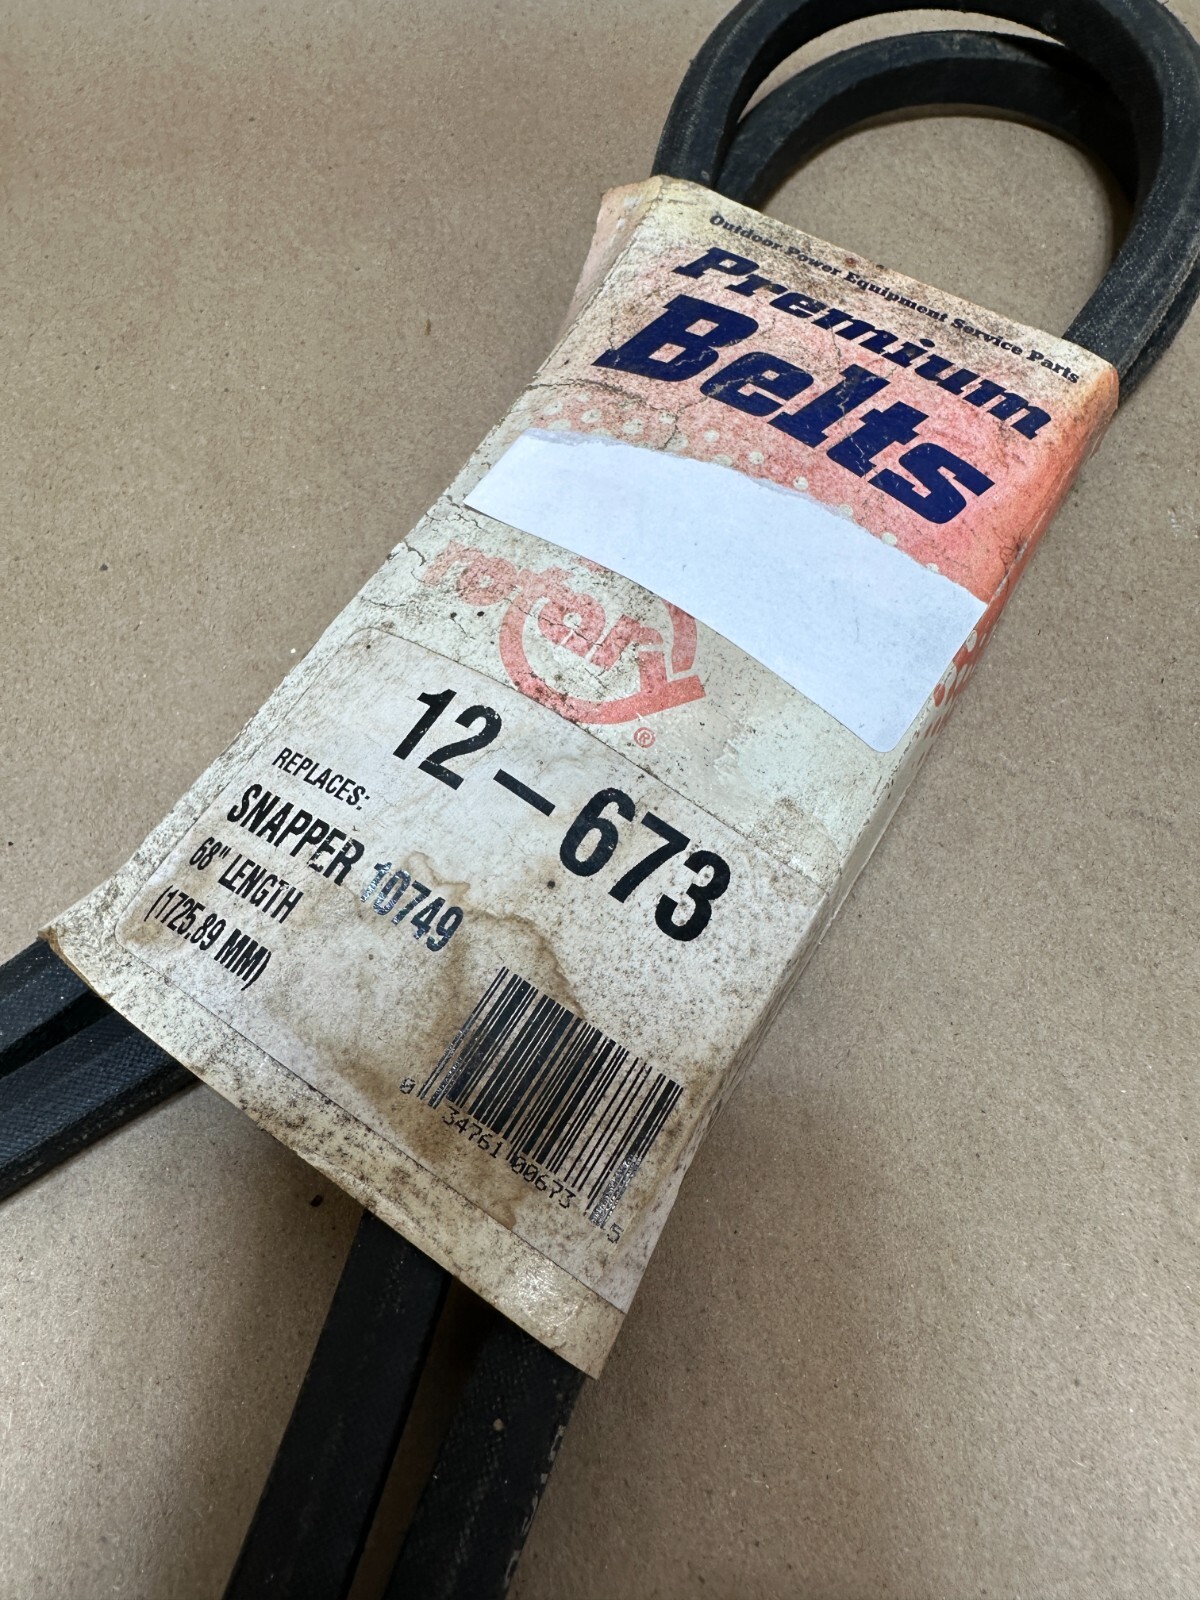 Outdoor Power Equipment Service Parts
Premium
Belts
rotary
®
12-673
REPLACES:
SNAPPER 10749
68" LENGTH
(1725.89 MM)
0 34761 00673 5